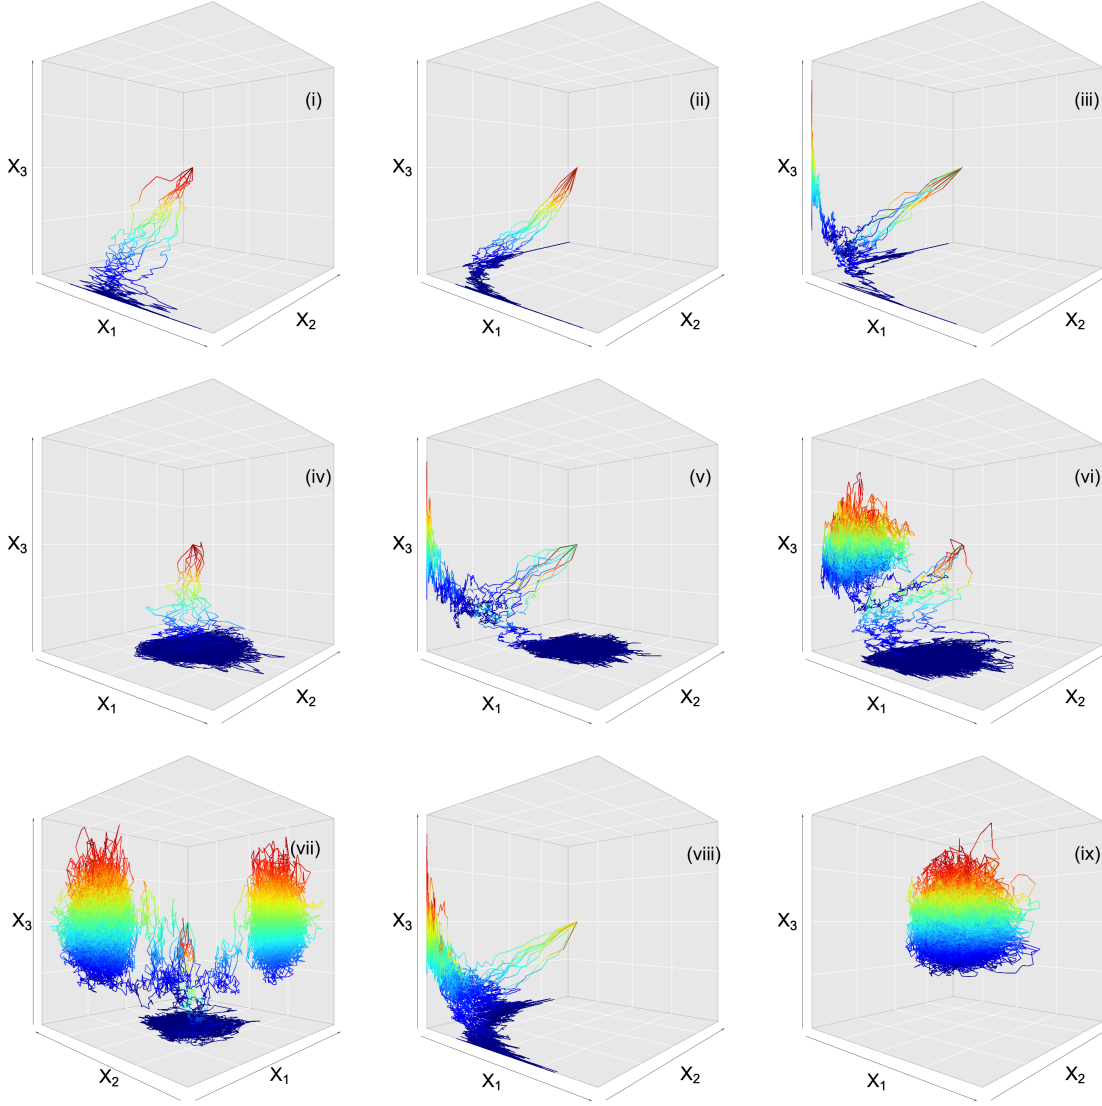 (i)
X₃
X₁
X₂
(ii)
X₃
X₁
X₂
(iii)
X₃
X₁
X₂
(iv)
X₃
X₁
X₂
(v)
X₃
X₁
X₂
(vi)
X₃
X₁
X₂
(vii)
X₃
X₂
X₁
(viii)
X₃
X₁
X₂
(ix)
X₃
X₁
X₂